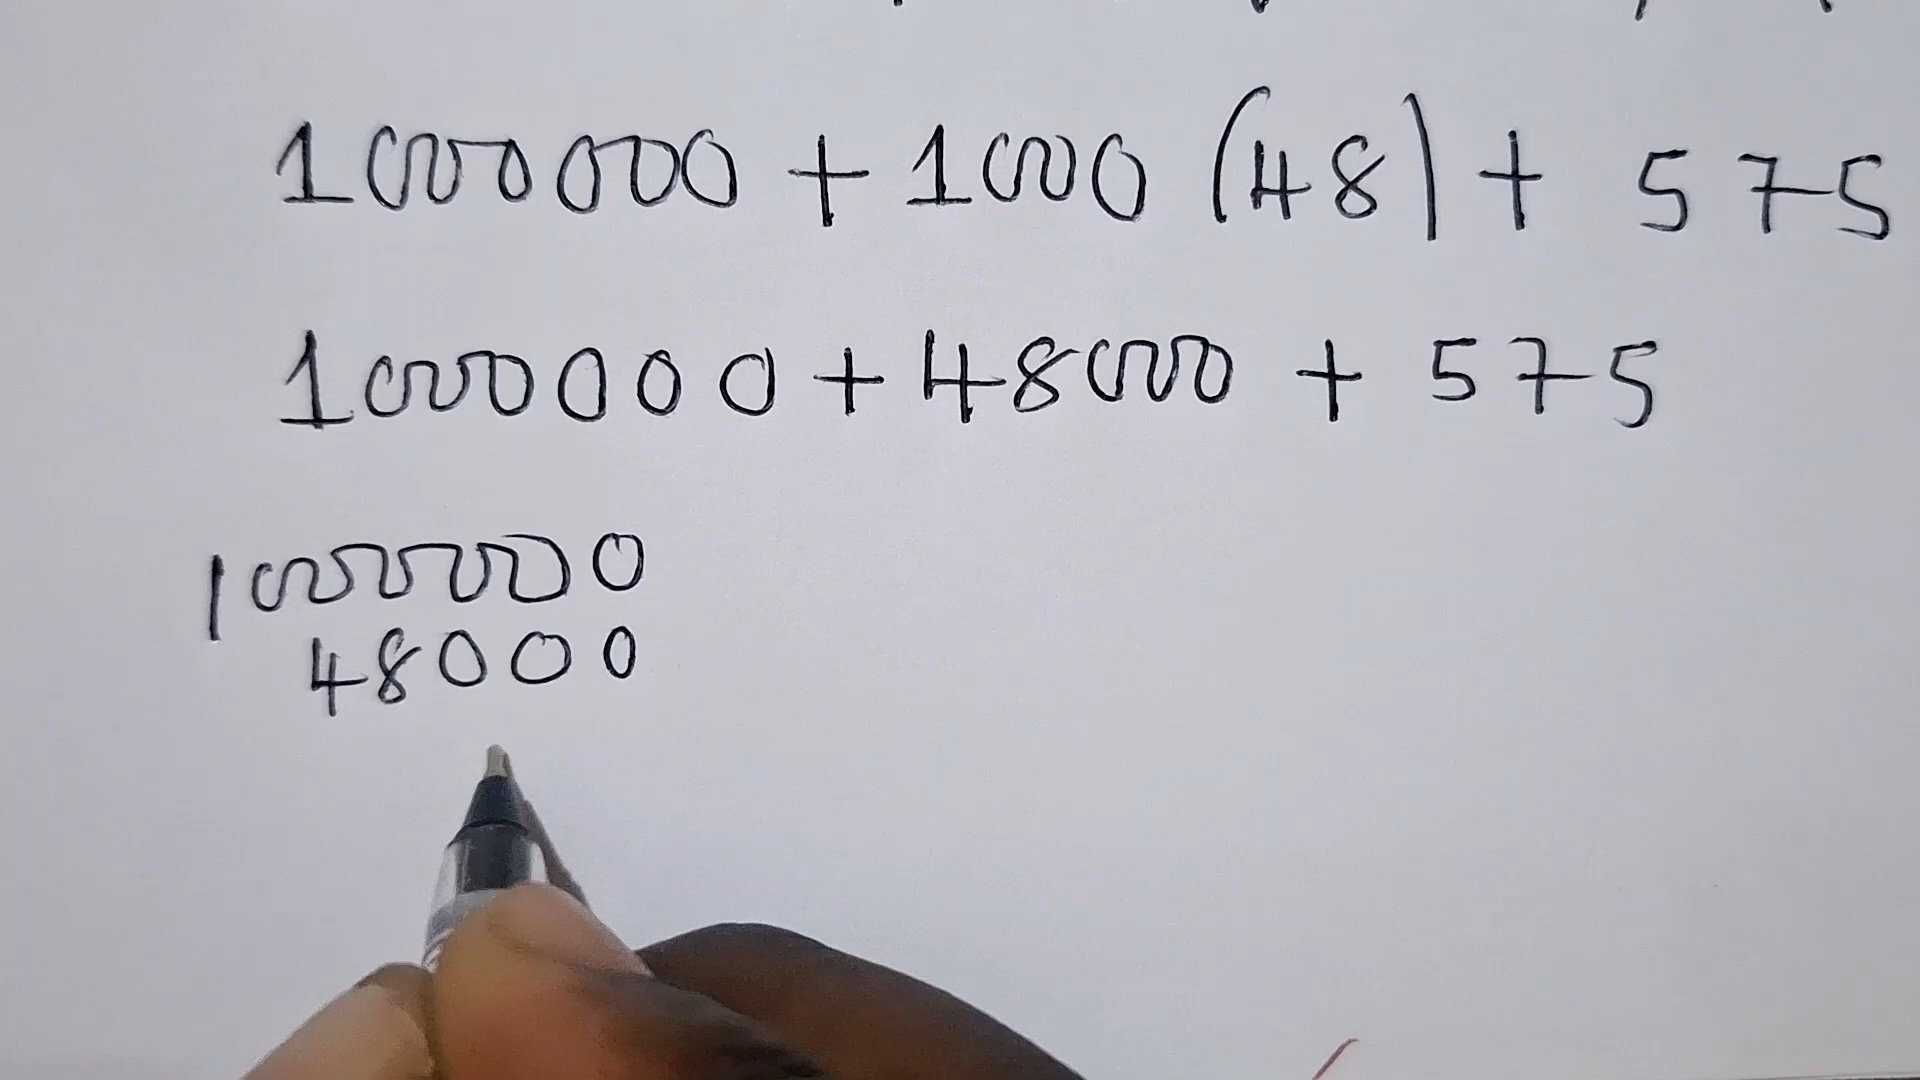 1000000 + 1000 (48) + 575
1000000 + 48000 + 575
1000000
48000